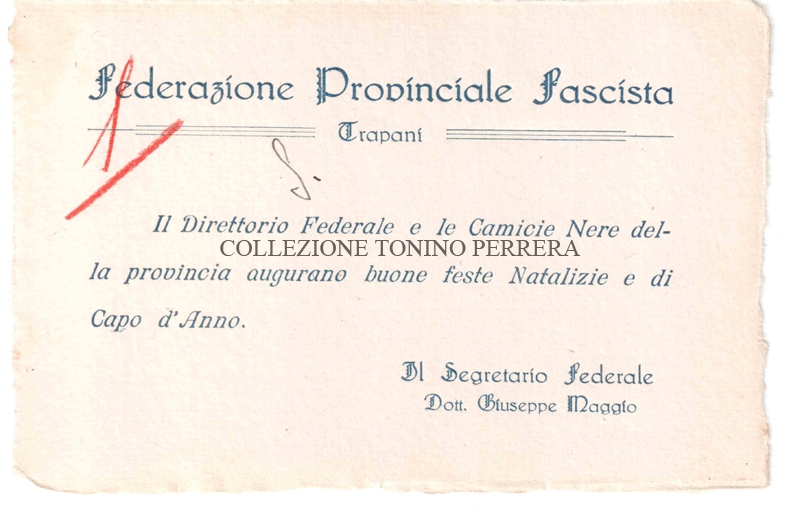 Federazione Provinciale Fascista
Trapani
Il Direttorio Federale e le Camicie Nere del-
COLLEZIONE TONINO PERRERA
la provincia augurano buone feste Natalizie e di
Capo d'Anno.
Il Segretario Federale
Dott. Giuseppe Maggio